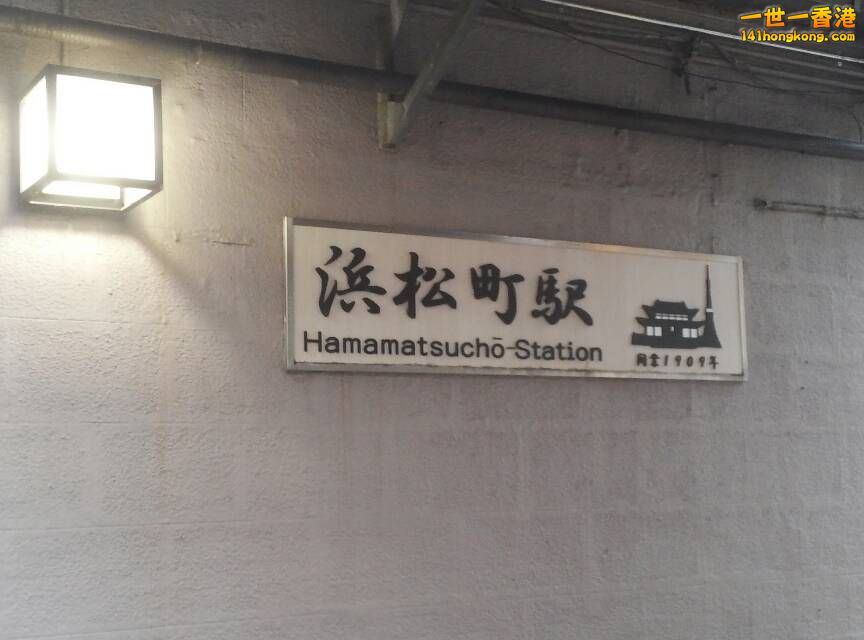 一世一香港
141hongkong.com
浜松町駅
Hamamatsuchō-Station
開業1909年